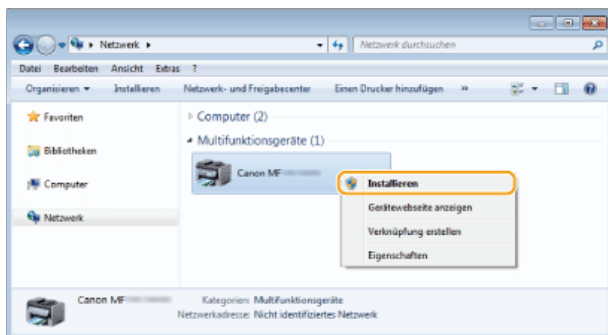 Netzwerk
Netzwerk durchsuchen
Datei Bearbeiten Ansicht Extras ?
Organisieren Installieren Netzwerk- und Freigabecenter Einen Drucker hinzufügen »
Favoriten
Bibliotheken
Computer
Netzwerk
Computer (2)
Multifunktionsgeräte (1)
Canon MF
Installieren
Gerätewebseite anzeigen
Verknüpfung erstellen
Eigenschaften
Canon MF Kategorien: Multifunktionsgeräte
Netzwerkadresse: Nicht identifiziertes Netzwerk